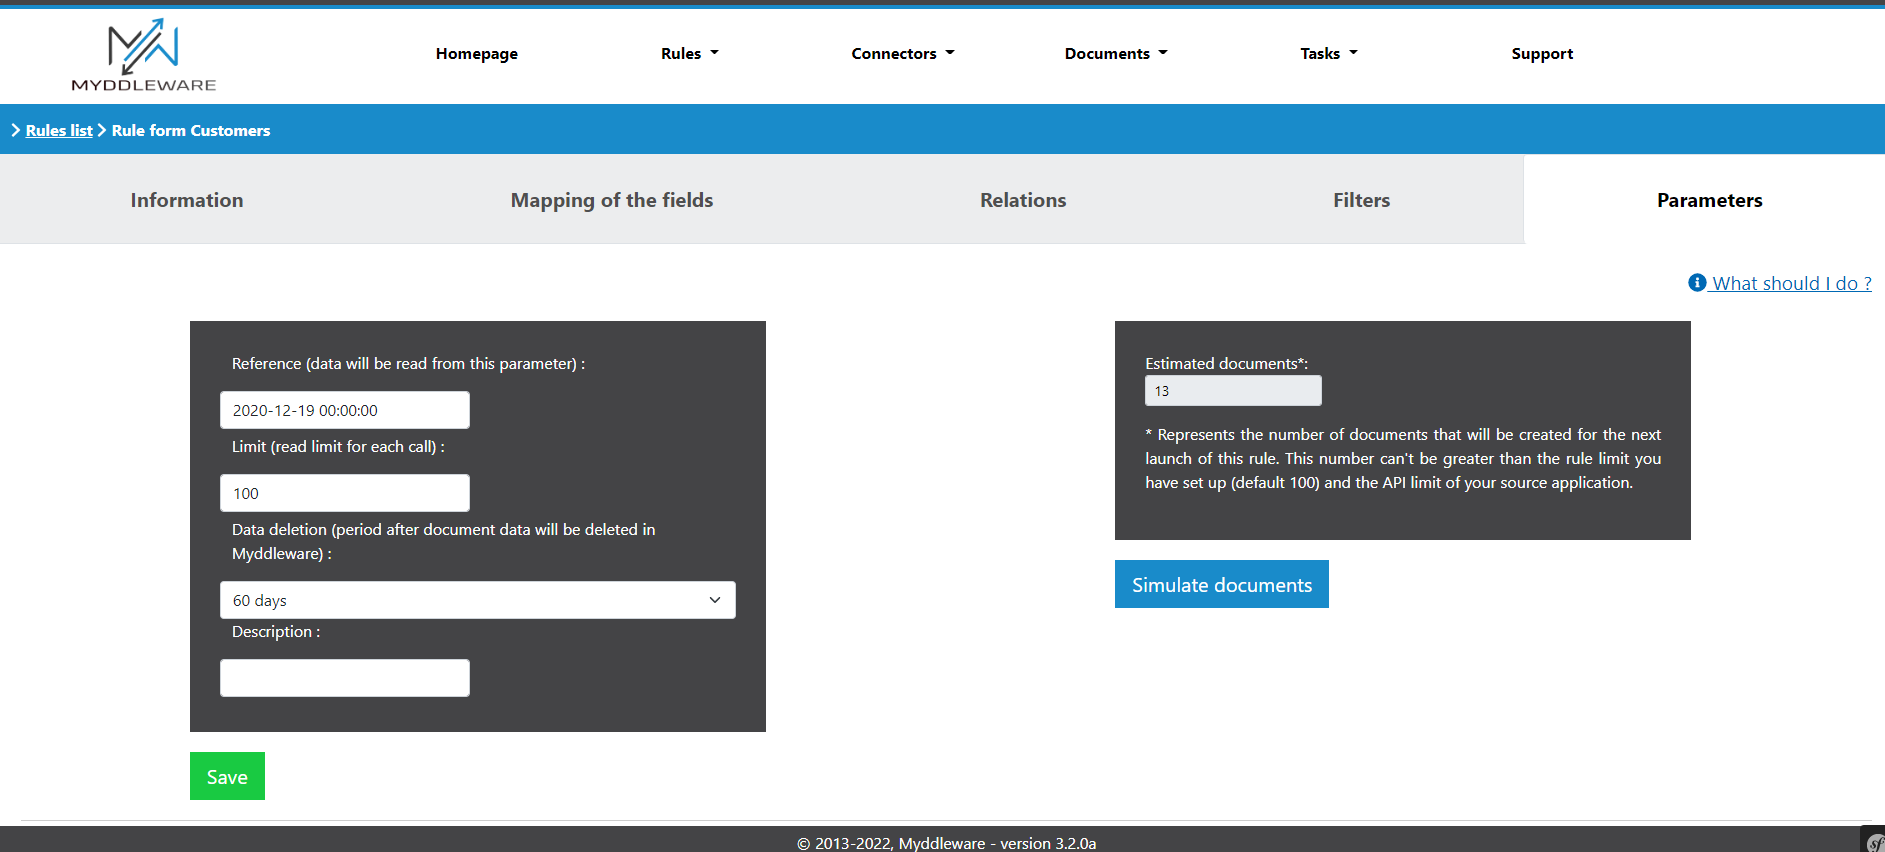 MYDDLEWARE
Homepage Rules Connectors Documents Tasks Support
Rules list Rule form Customers
Information Mapping of the fields Relations Filters Parameters
What should I do ?
Reference (data will be read from this parameter) :
2020-12-19 00:00:00
Limit (read limit for each call) :
100
Data deletion (period after document data will be deleted in
Myddleware) :
60 days
Description :
Save
Estimated documents*:
13
* Represents the number of documents that will be created for the next
launch of this rule. This number can't be greater than the rule limit you
have set up (default 100) and the API limit of your source application.
Simulate documents
© 2013-2022, Myddleware - version 3.2.0a
sf